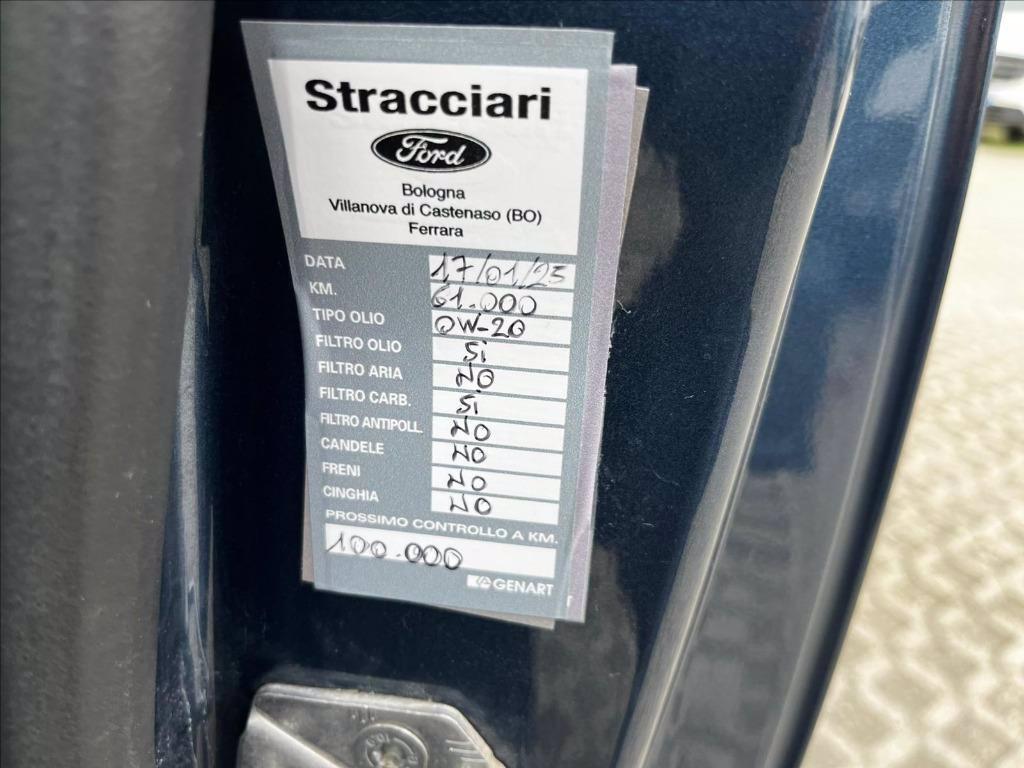 Stracciari
Ford
Bologna
Villanova di Castenaso (BO)
Ferrara
DATA 17/01/25
KM. 61.000
TIPO OLIO 0W-20
FILTRO OLIO Si
FILTRO ARIA NO
FILTRO CARB. Si
FILTRO ANTIPOLL. NO
CANDELE NO
FRENI NO
CINGHIA NO
PROSSIMO CONTROLLO A KM.
100.000
GENART
T